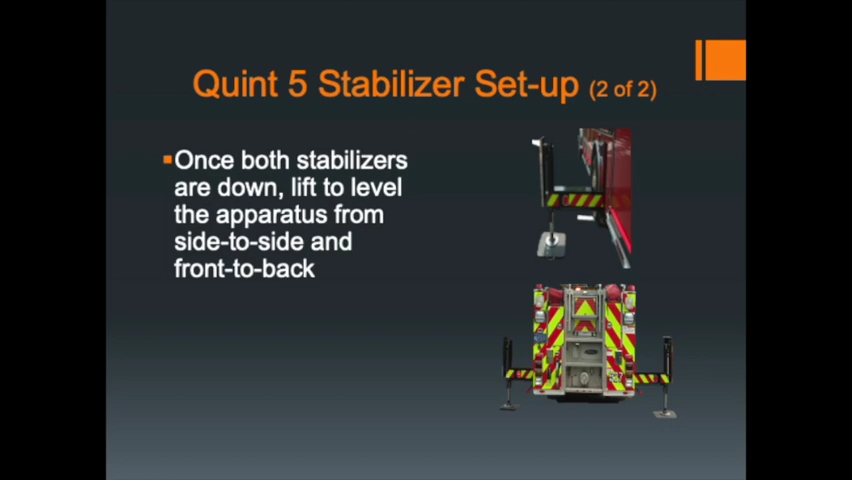 Quint 5 Stabilizer Set-up (2 of 2)
Once both stabilizers
are down, lift to level
the apparatus from
side-to-side and
front-to-back